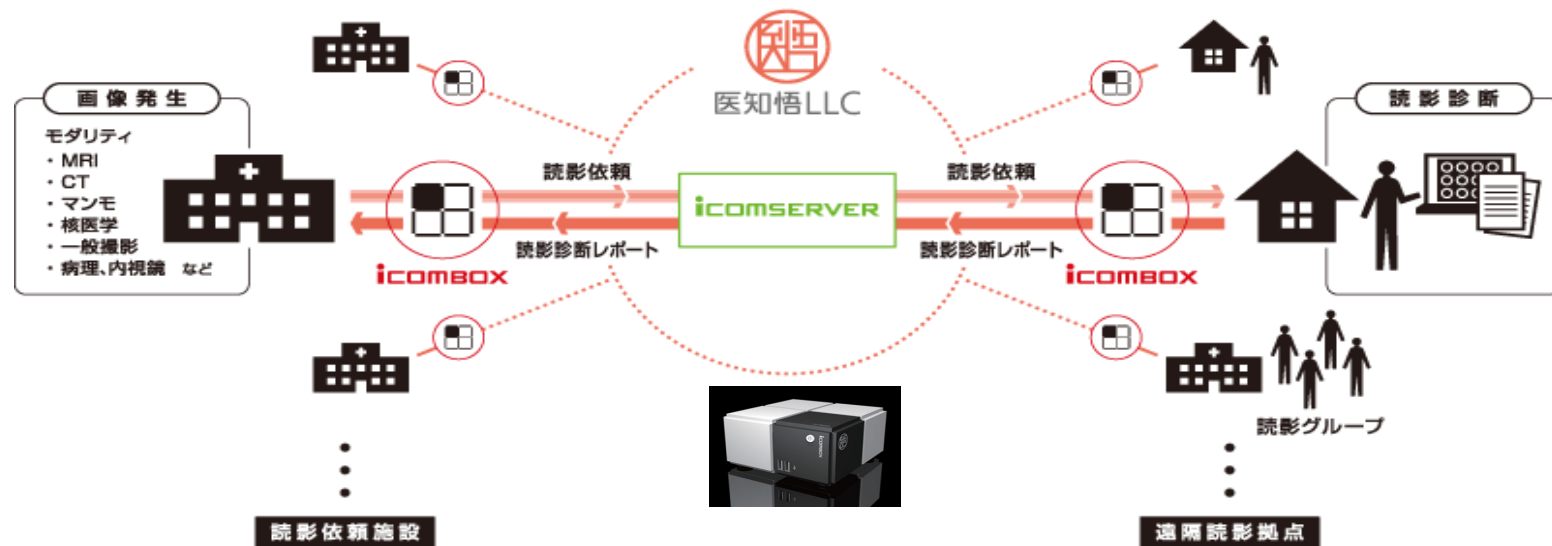 医知悟LLC
画像発生
モダリティ
・MRI
・CT
・マンモ
・核医学
・一般撮影
・病理、内視鏡 など
読影依頼
icomBOX
読影診断レポート
icomSERVER
読影依頼
読影診断レポート
icomBOX
読影診断
読影グループ
読影依頼施設
遠隔読影拠点